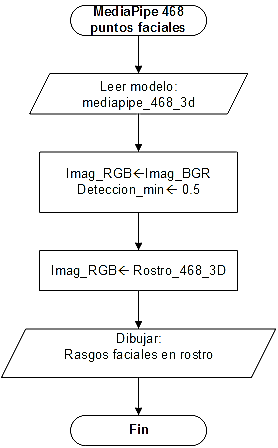 MediaPipe 468
puntos faciales
Leer modelo:
mediapipe_468_3d
Imag_RGB←Imag_BGR
Deteccion_min← 0.5
Imag_RGB← Rostro_468_3D
Dibujar:
Rasgos faciales en rostro
Fin